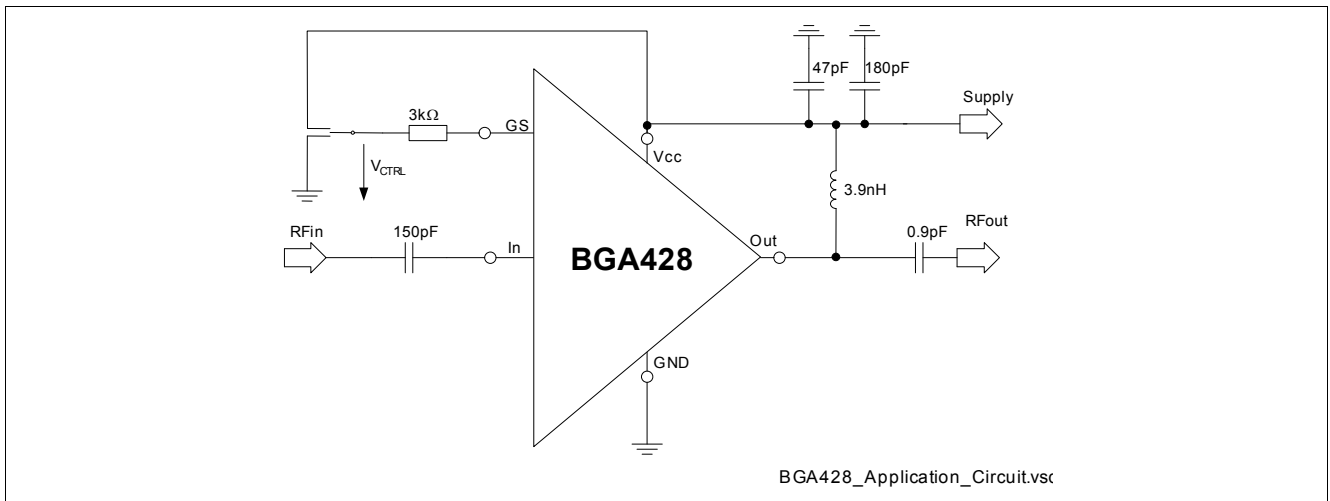 47pF
180pF
Supply
3kΩ
GS
Vcc
VCTRL
3.9nH
RFin
150pF
In
BGA428
Out
0.9pF
RFout
GND
BGA428_Application_Circuit.vsd